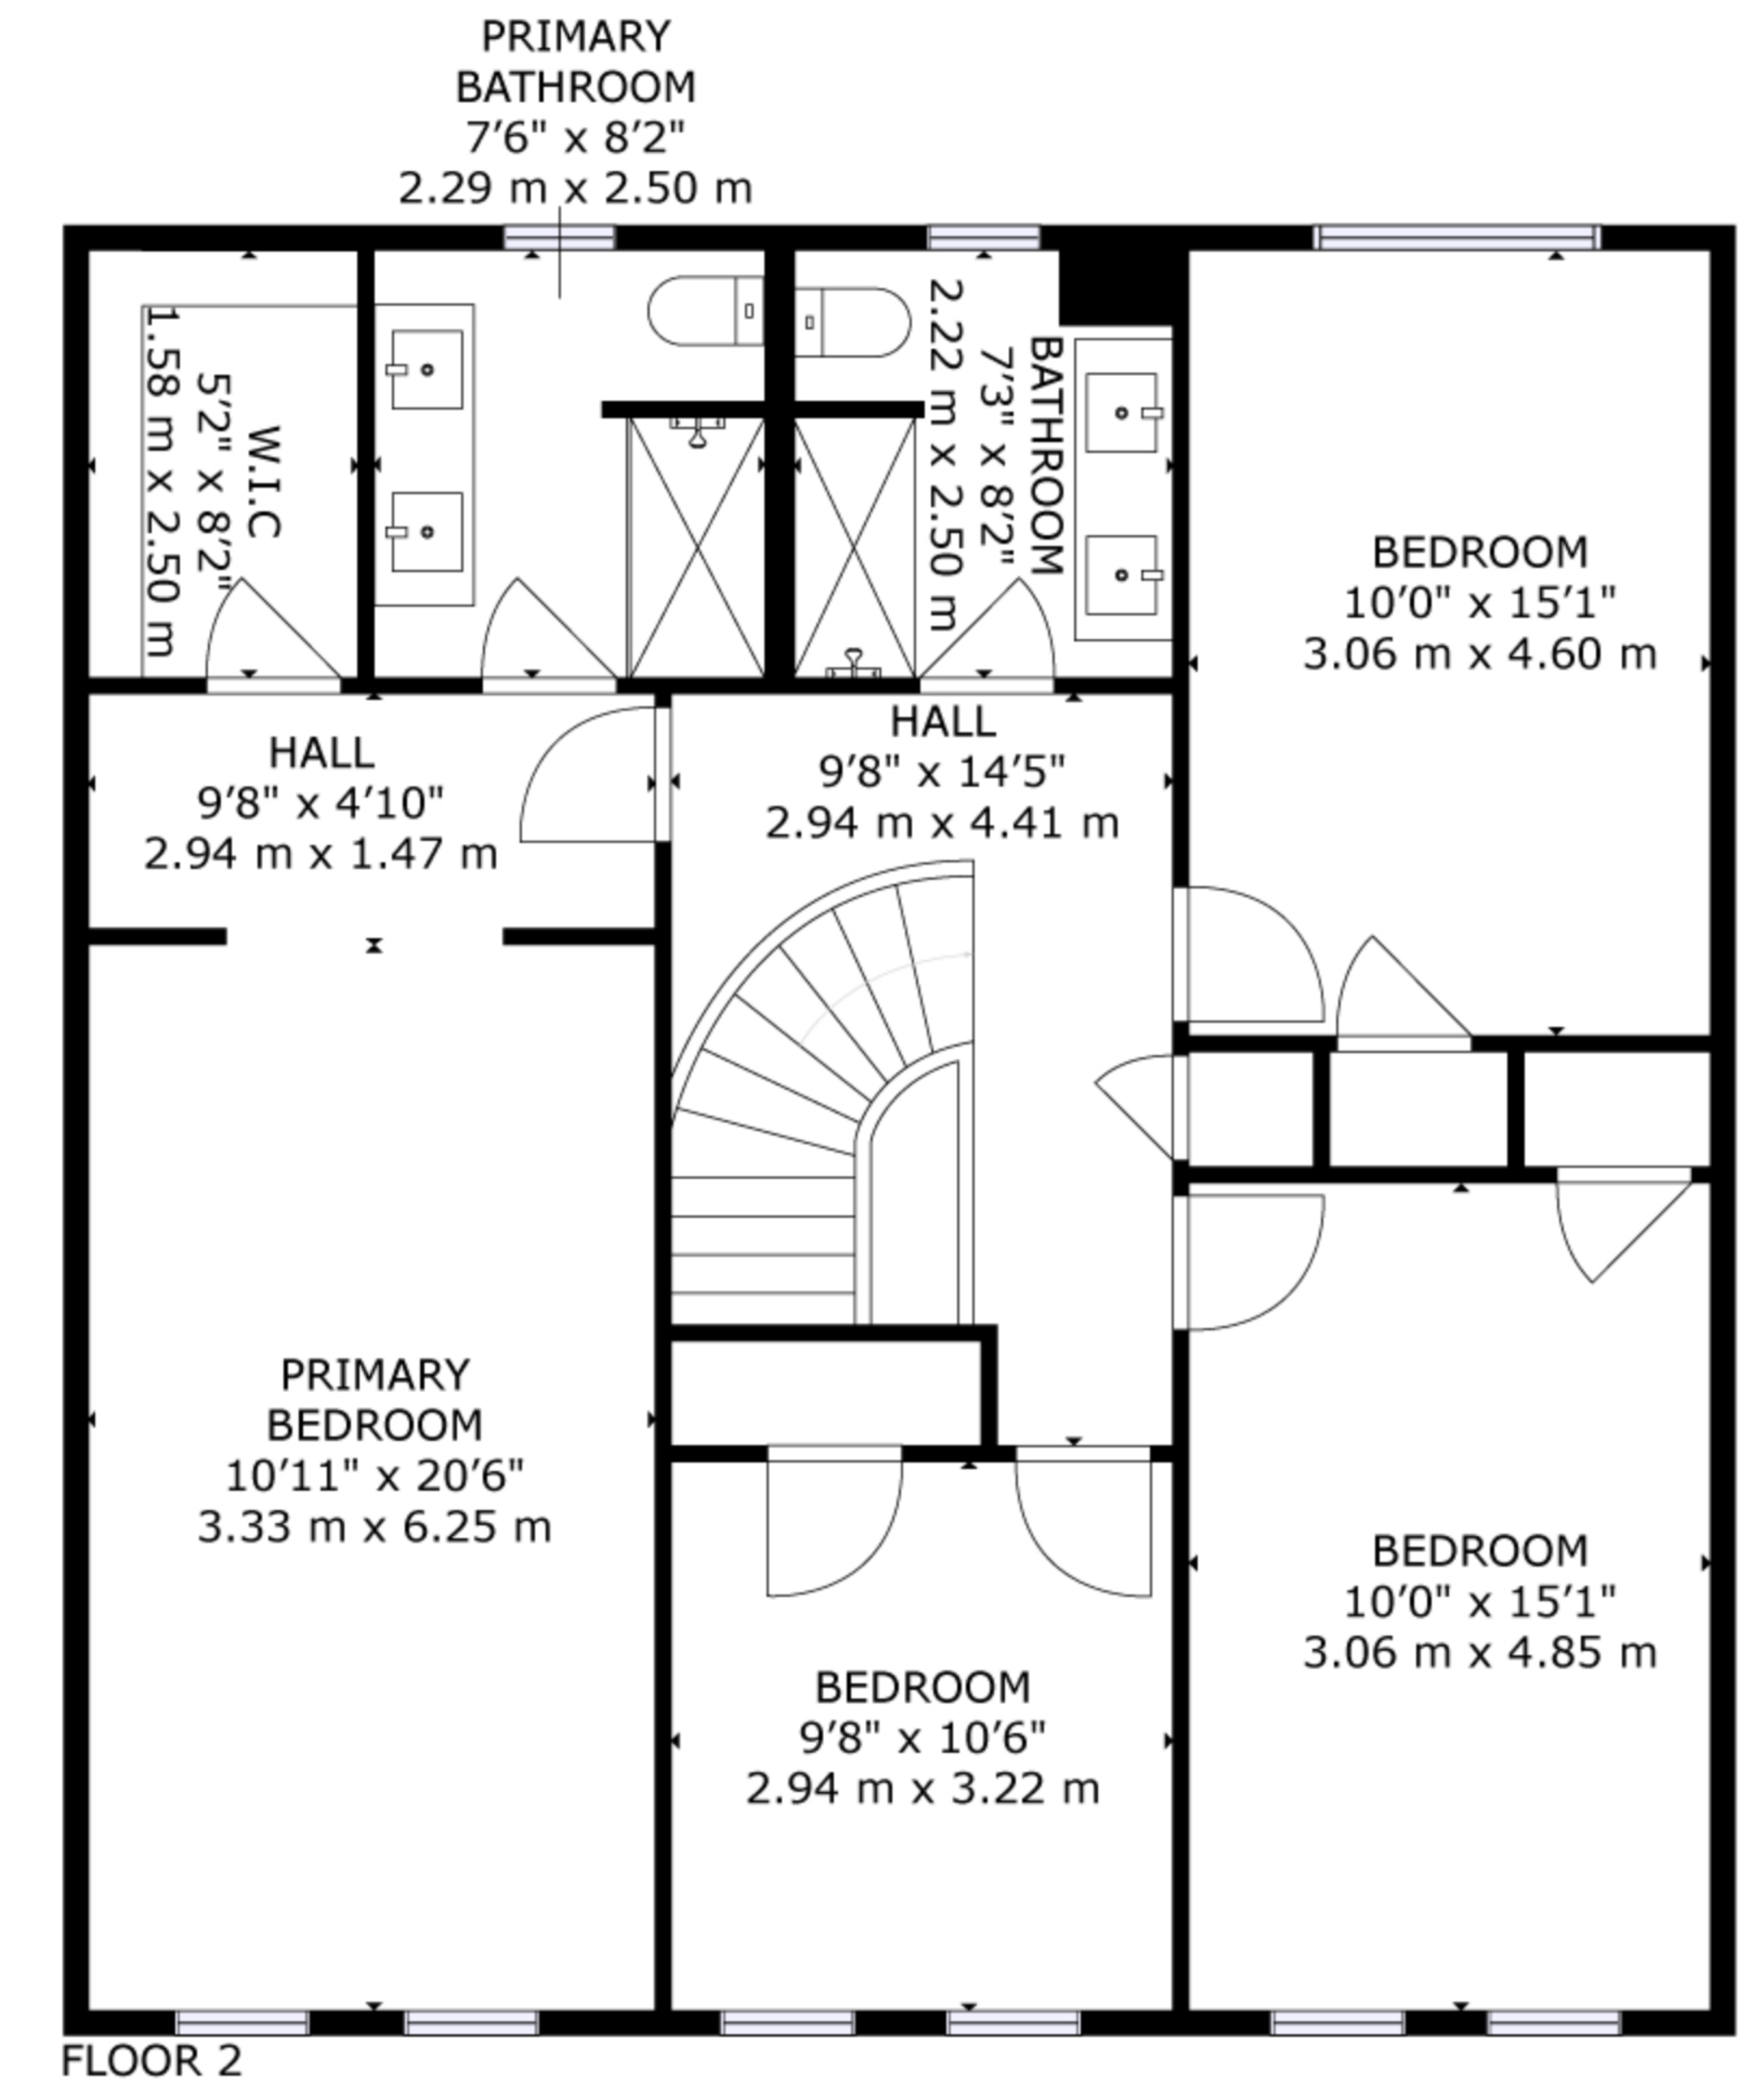 PRIMARY
BATHROOM
7'6" x 8'2"
2.29 m x 2.50 m
W.I.C
5'2" x 8'2"
1.58 m x 2.50 m
BATHROOM
7'3" x 8'2"
2.22 m x 2.50 m
BEDROOM
10'0" x 15'1"
3.06 m x 4.60 m
HALL
9'8" x 4'10"
2.94 m x 1.47 m
HALL
9'8" x 14'5"
2.94 m x 4.41 m
PRIMARY
BEDROOM
10'11" x 20'6"
3.33 m x 6.25 m
BEDROOM
9'8" x 10'6"
2.94 m x 3.22 m
BEDROOM
10'0" x 15'1"
3.06 m x 4.85 m
FLOOR 2